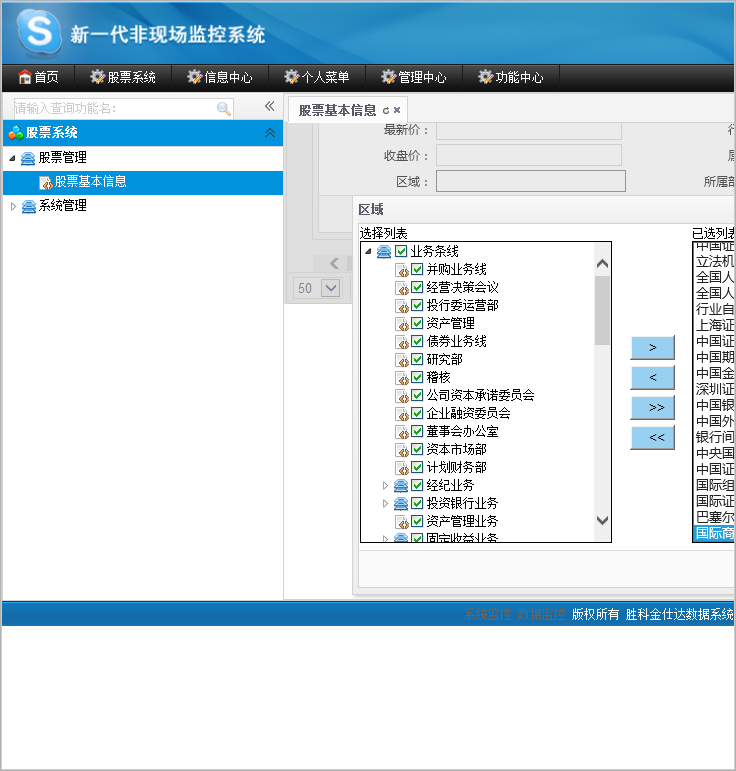 新一代非现场监控系统
首页 股票系统 信息中心 个人菜单 管理中心 功能中心
请输入查询功能名:
股票系统
股票管理
股票基本信息
系统管理
股票基本信息
最新价：
收盘价：
区域：
所属部
50
区域
选择列表
业务条线
并购业务线
经营决策会议
投行委运营部
资产管理
债券业务线
研究部
稽核
公司资本承诺委员会
企业融资委员会
董事会办公室
资本市场部
计划财务部
经纪业务
投资银行业务
资产管理业务
固定收益业务
>
<
>>
<<
已选列表
中国证
立法机
全国人
全国人
行业自
上海证
中国证
中国期
中国金
深圳证
中国银
中国外
银行间
中央国
中国证
国际组
国际证
巴塞尔
国际商
系统监控 数据监控 版权所有 胜科金仕达数据系统